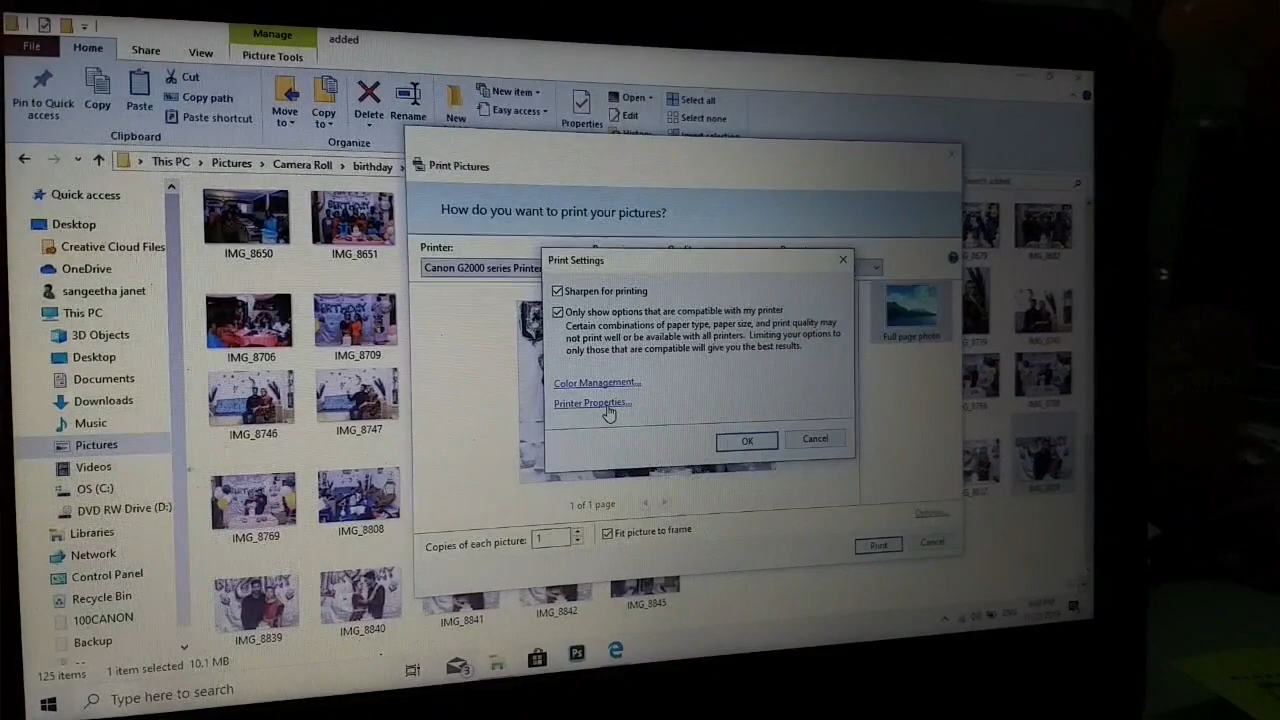 Manage
added
File
Home
Share
View
Picture Tools
Pin to Quick access
Copy
Paste
Cut
Copy path
Paste shortcut
Clipboard
Move to
Copy to
Delete
Rename
Organize
New
New item
Easy access
Properties
Open
Edit
Select all
Select none
This PC > Pictures > Camera Roll > birthday >
Quick access
Desktop
Creative Cloud Files
OneDrive
sangeetha janet
This PC
3D Objects
Desktop
Documents
Downloads
Music
Pictures
Videos
OS (C:)
DVD RW Drive (D:)
Libraries
Network
Control Panel
Recycle Bin
100CANON
Backup
IMG_8650
IMG_8651
IMG_8706
IMG_8709
IMG_8746
IMG_8747
IMG_8769
IMG_8808
IMG_8839
IMG_8840
IMG_8841
IMG_8842
IMG_8845
Print Pictures
How do you want to print your pictures?
Printer:
Canon G2000 series Printer
Full page photo
Print Settings
Sharpen for printing
Only show options that are compatible with my printer
Certain combinations of paper type, paper size, and print quality may
not print well or be available with all printers. Limiting your options to
only those that are compatible will give you the best results.
Color Management...
Printer Properties...
OK
Cancel
1 of 1 page
Copies of each picture: 1
Fit picture to frame
Options...
Print
Cancel
125 items
1 item selected 10.1 MB
Type here to search
3
Ps
ENG